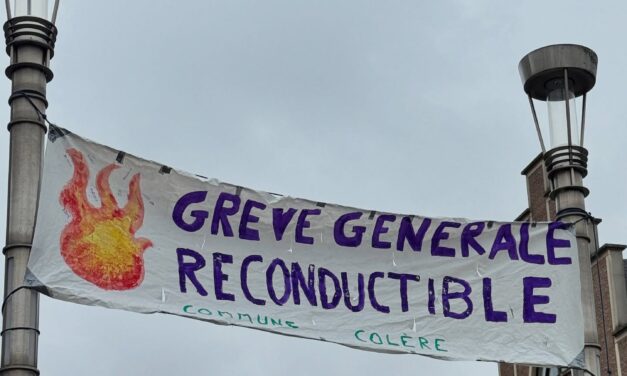 GREVE GENERALE
RECONDUCTIBLE
COMMUNE COLÈRE